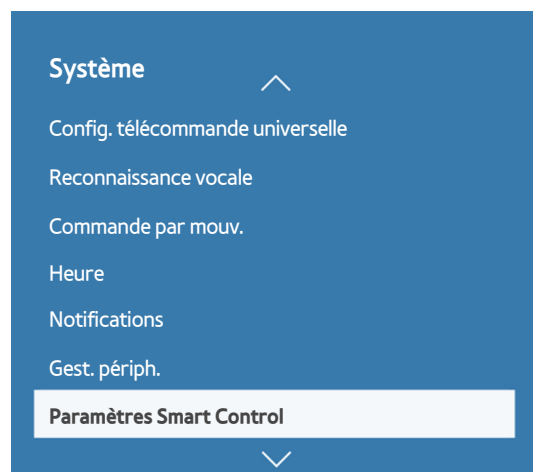 Système
Config. télécommande universelle
Reconnaissance vocale
Commande par mouv.
Heure
Notifications
Gest. périph.
Paramètres Smart Control